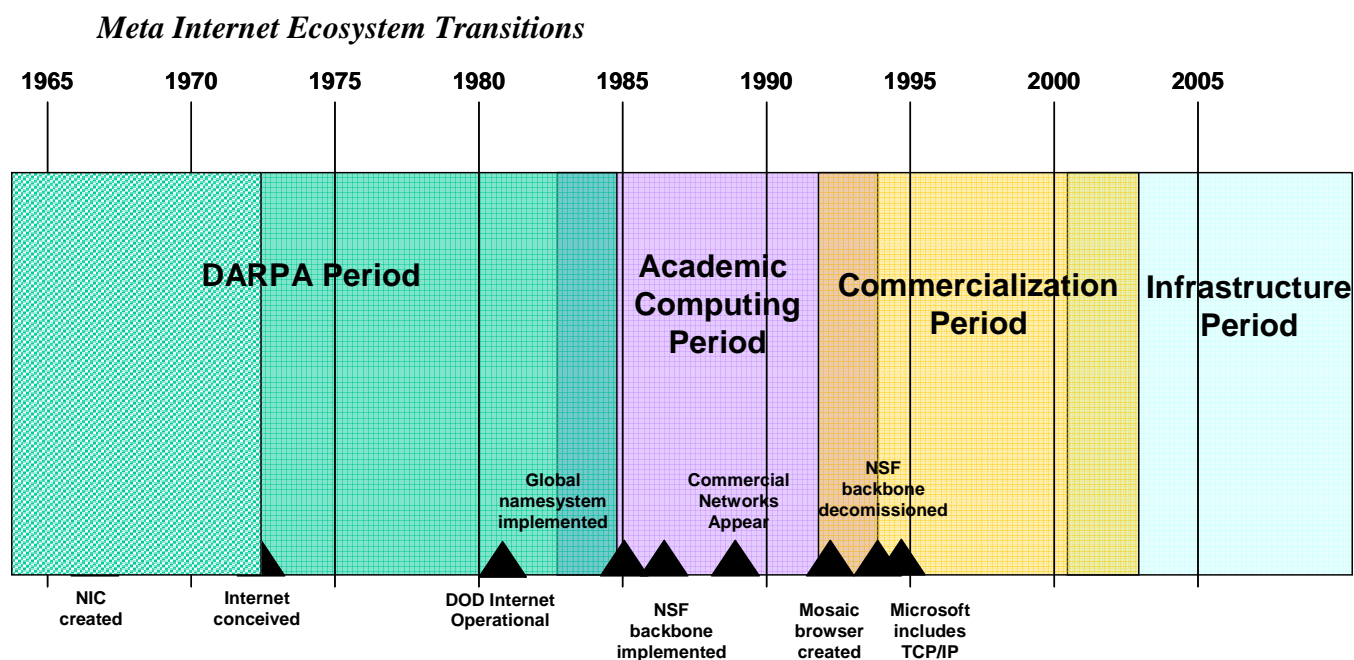 Meta Internet Ecosystem Transitions
1965 1970 1975 1980 1985 1990 1995 2000 2005
DARPA Period
Academic
Computing
Period
Commercialization
Period
Infrastructure
Period
Global
namesystem
implemented
Commercial
Networks
Appear
NSF
backbone
decomissioned
NIC
created
Internet
conceived
DOD Internet
Operational
NSF
backbone
implemented
Mosaic
browser
created
Microsoft
includes
TCP/IP